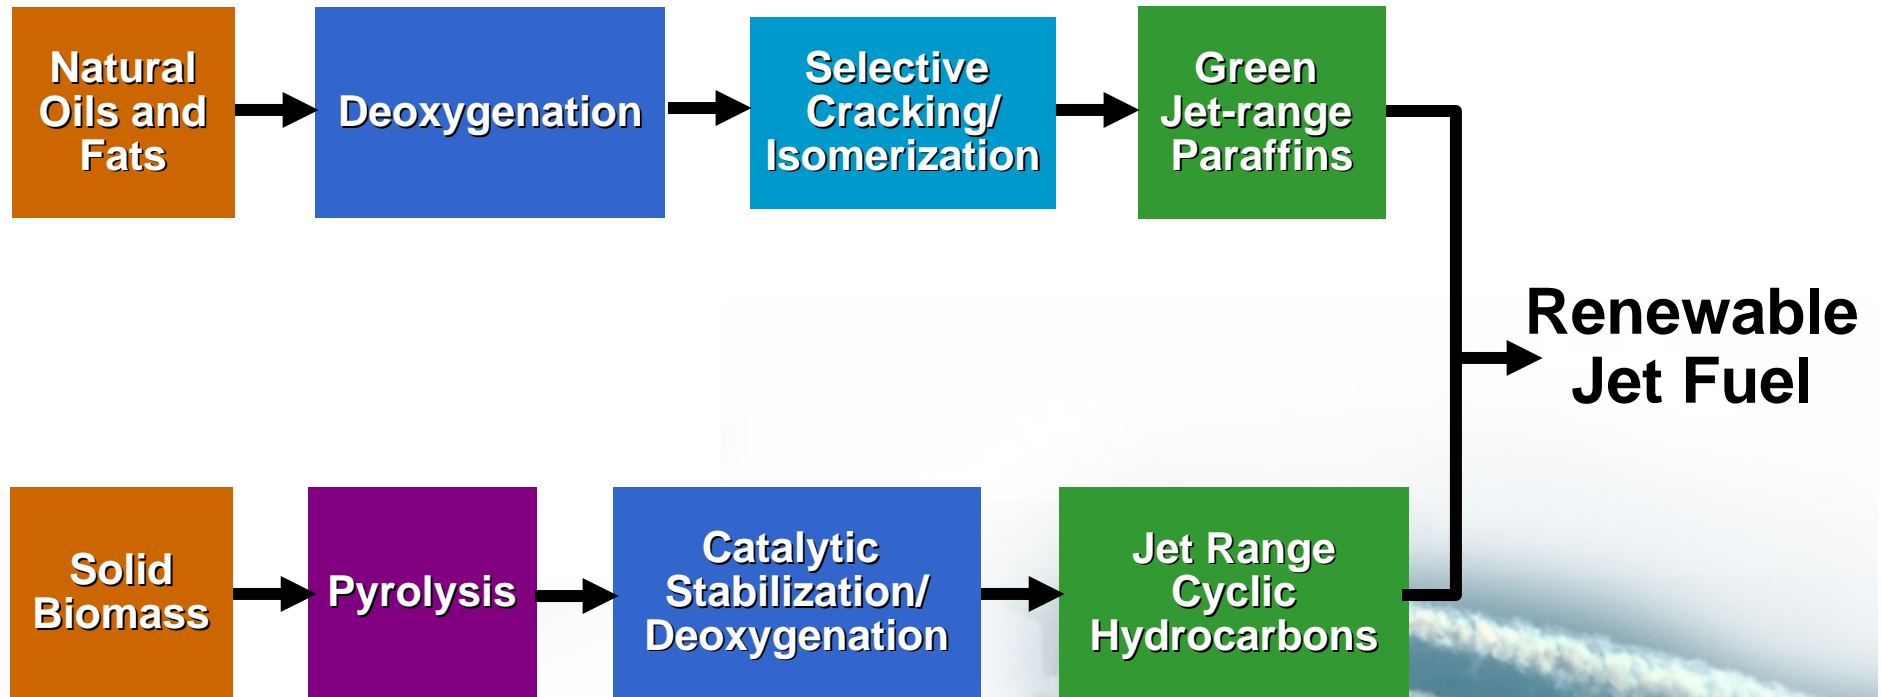 Natural
Oils and
Fats
Deoxygenation
Selective
Cracking/
Isomerization
Green
Jet-range
Paraffins
Renewable
Jet Fuel
Solid
Biomass
Pyrolysis
Catalytic
Stabilization/
Deoxygenation
Jet Range
Cyclic
Hydrocarbons